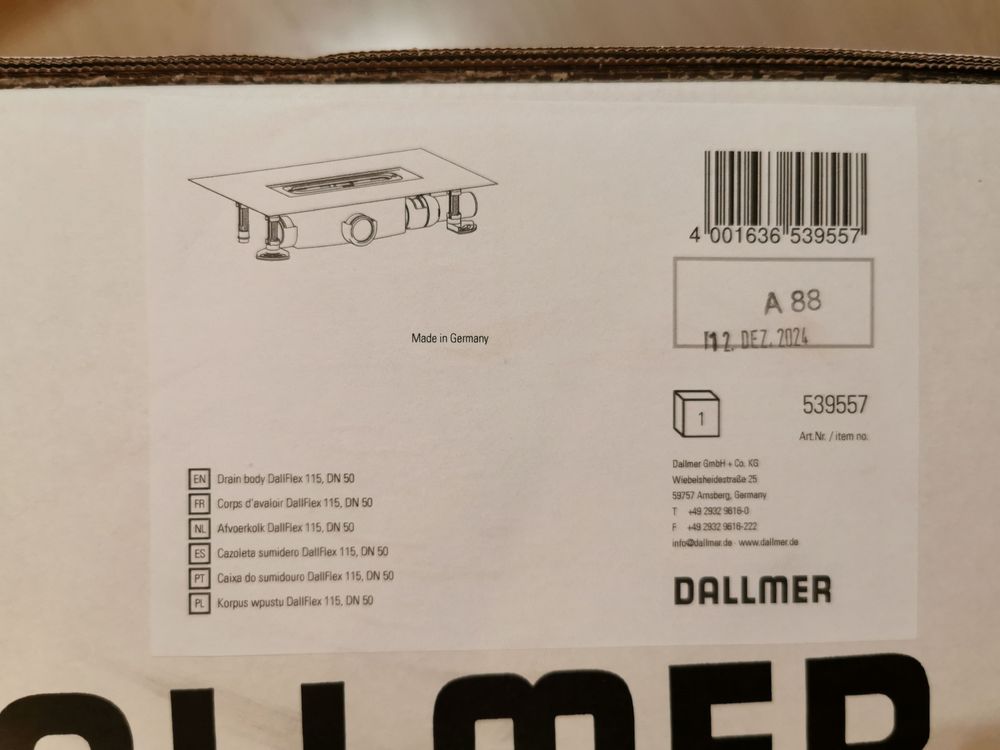 4 001636 539557
A 88
12. DEZ. 2024
Made in Germany
1
539557
Art.Nr. / item no.
Dallmer GmbH + Co. KG
Wiebelsheidestraße 25
59757 Arnsberg, Germany
T +49 2932 9616-0
F +49 2932 9616-222
info@dallmer.de www.dallmer.de
DALLMER
EN Drain body DallFlex 115, DN 50
FR Corps d'avaloir DallFlex 115, DN 50
NL Afvoerkolk DallFlex 115, DN 50
ES Cazoleta sumidero DallFlex 115, DN 50
PT Caixa do sumidouro DallFlex 115, DN 50
PL Korpus wpustu DallFlex 115, DN 50
DALLMER